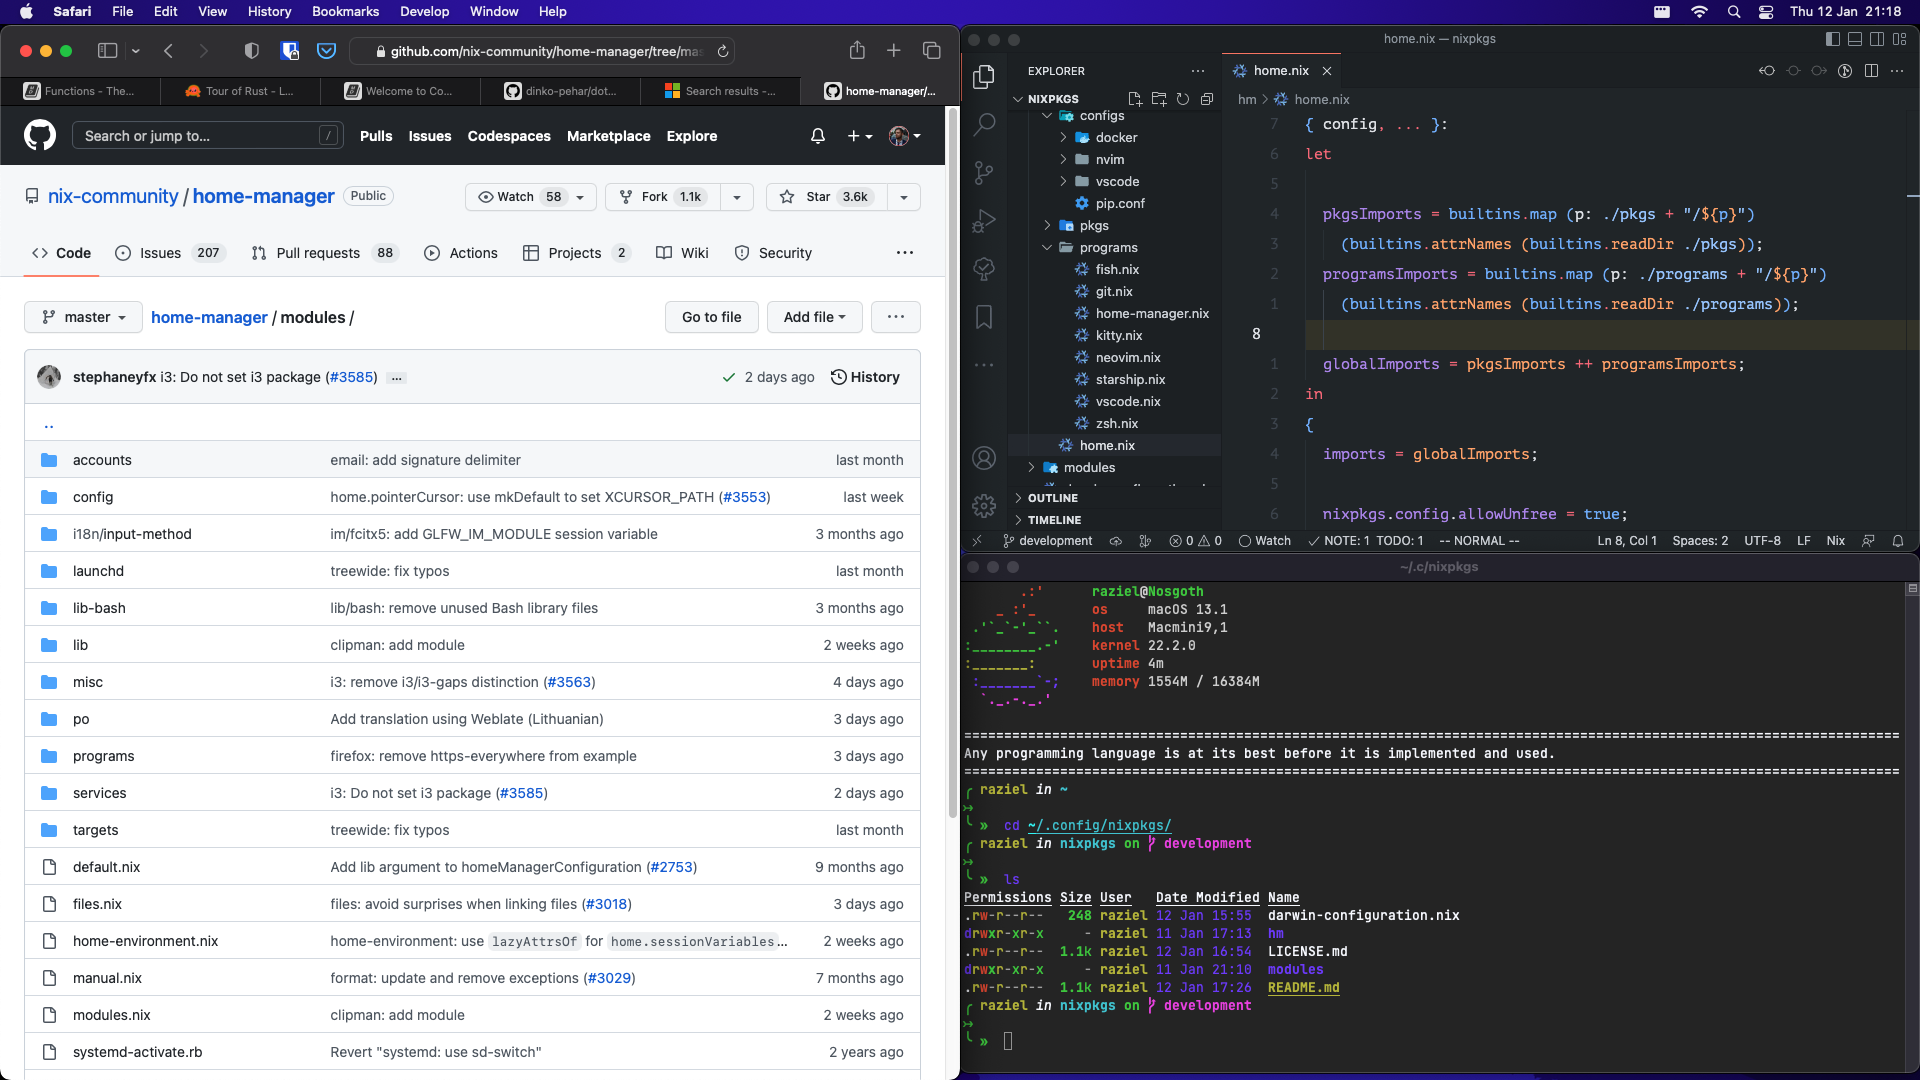 Safari File Edit View History Bookmarks Develop Window Help
Thu 12 Jan 21:18
github.com/nix-community/home-manager/tree/mas
Functions - The...
Tour of Rust - L...
Welcome to Co...
dinko-pehar/dot...
Search results -...
home-manager/...
Search or jump to... /
Pulls Issues Codespaces Marketplace Explore
nix-community / home-manager Public
Watch 58 Fork 1.1k Star 3.6k
Code Issues 207 Pull requests 88 Actions Projects 2 Wiki Security ...
master home-manager / modules / Go to file Add file ...
stephaneyfx i3: Do not set i3 package (#3585) ... 2 days ago History
..
accounts email: add signature delimiter last month
config home.pointerCursor: use mkDefault to set XCURSOR_PATH (#3553) last week
i18n/input-method im/fcitx5: add GLFW_IM_MODULE session variable 3 months ago
launchd treewide: fix typos last month
lib-bash lib/bash: remove unused Bash library files 3 months ago
lib clipman: add module 2 weeks ago
misc i3: remove i3/i3-gaps distinction (#3563) 4 days ago
po Add translation using Weblate (Lithuanian) 3 days ago
programs firefox: remove https-everywhere from example 3 days ago
services i3: Do not set i3 package (#3585) 2 days ago
targets treewide: fix typos last month
default.nix Add lib argument to homeManagerConfiguration (#2753) 9 months ago
files.nix files: avoid surprises when linking files (#3018) 3 days ago
home-environment.nix home-environment: use lazyAttrsOf for home.sessionVariables... 2 weeks ago
manual.nix format: update and remove exceptions (#3029) 7 months ago
modules.nix clipman: add module 2 weeks ago
systemd-activate.rb Revert "systemd: use sd-switch" 2 years ago
home.nix — nixpkgs
EXPLORER ...
NIXPKGS
configs
docker
nvim
vscode
pip.conf
pkgs
programs
fish.nix
git.nix
home-manager.nix
kitty.nix
neovim.nix
starship.nix
vscode.nix
zsh.nix
home.nix
modules
OUTLINE
TIMELINE
home.nix
hm > home.nix
7 { config, ... }:
6 let
5
4 pkgsImports = builtins.map (p: ./pkgs + "/${p}")
3 (builtins.attrNames (builtins.readDir ./pkgs));
2 programsImports = builtins.map (p: ./programs + "/${p}")
1 (builtins.attrNames (builtins.readDir ./programs));
8
1 globalImports = pkgsImports ++ programsImports;
2 in
3 {
4 imports = globalImports;
5
6 nixpkgs.config.allowUnfree = true;
development 0 0 Watch NOTE: 1 TODO: 1 -- NORMAL -- Ln 8, Col 1 Spaces: 2 UTF-8 LF Nix
~/.c/nixpkgs
.:'
_ :'_
.'`_`-'_``.
:________.-'
:_______:
:_______`-;
`._.-._.'
raziel@Nosgoth
os macOS 13.1
host Macmini9,1
kernel 22.2.0
uptime 4m
memory 1554M / 16384M
Any programming language is at its best before it is implemented and used.
raziel in ~
» cd ~/.config/nixpkgs/
raziel in nixpkgs on development
» ls
Permissions Size User Date Modified Name
.rw-r--r-- 248 raziel 12 Jan 15:55 darwin-configuration.nix
drwxr-xr-x - raziel 11 Jan 17:13 hm
.rw-r--r-- 1.1k raziel 12 Jan 16:54 LICENSE.md
drwxr-xr-x - raziel 11 Jan 21:10 modules
.rw-r--r-- 1.1k raziel 12 Jan 17:26 README.md
raziel in nixpkgs on development
»